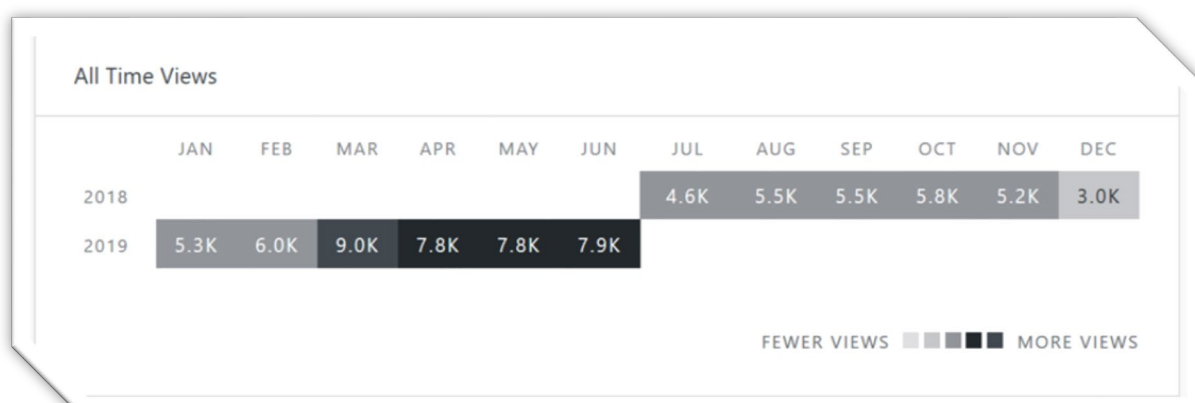 All Time Views
JAN FEB MAR APR MAY JUN JUL AUG SEP OCT NOV DEC
2018 4.6K 5.5K 5.5K 5.8K 5.2K 3.0K
2019 5.3K 6.0K 9.0K 7.8K 7.8K 7.9K
FEWER VIEWS MORE VIEWS